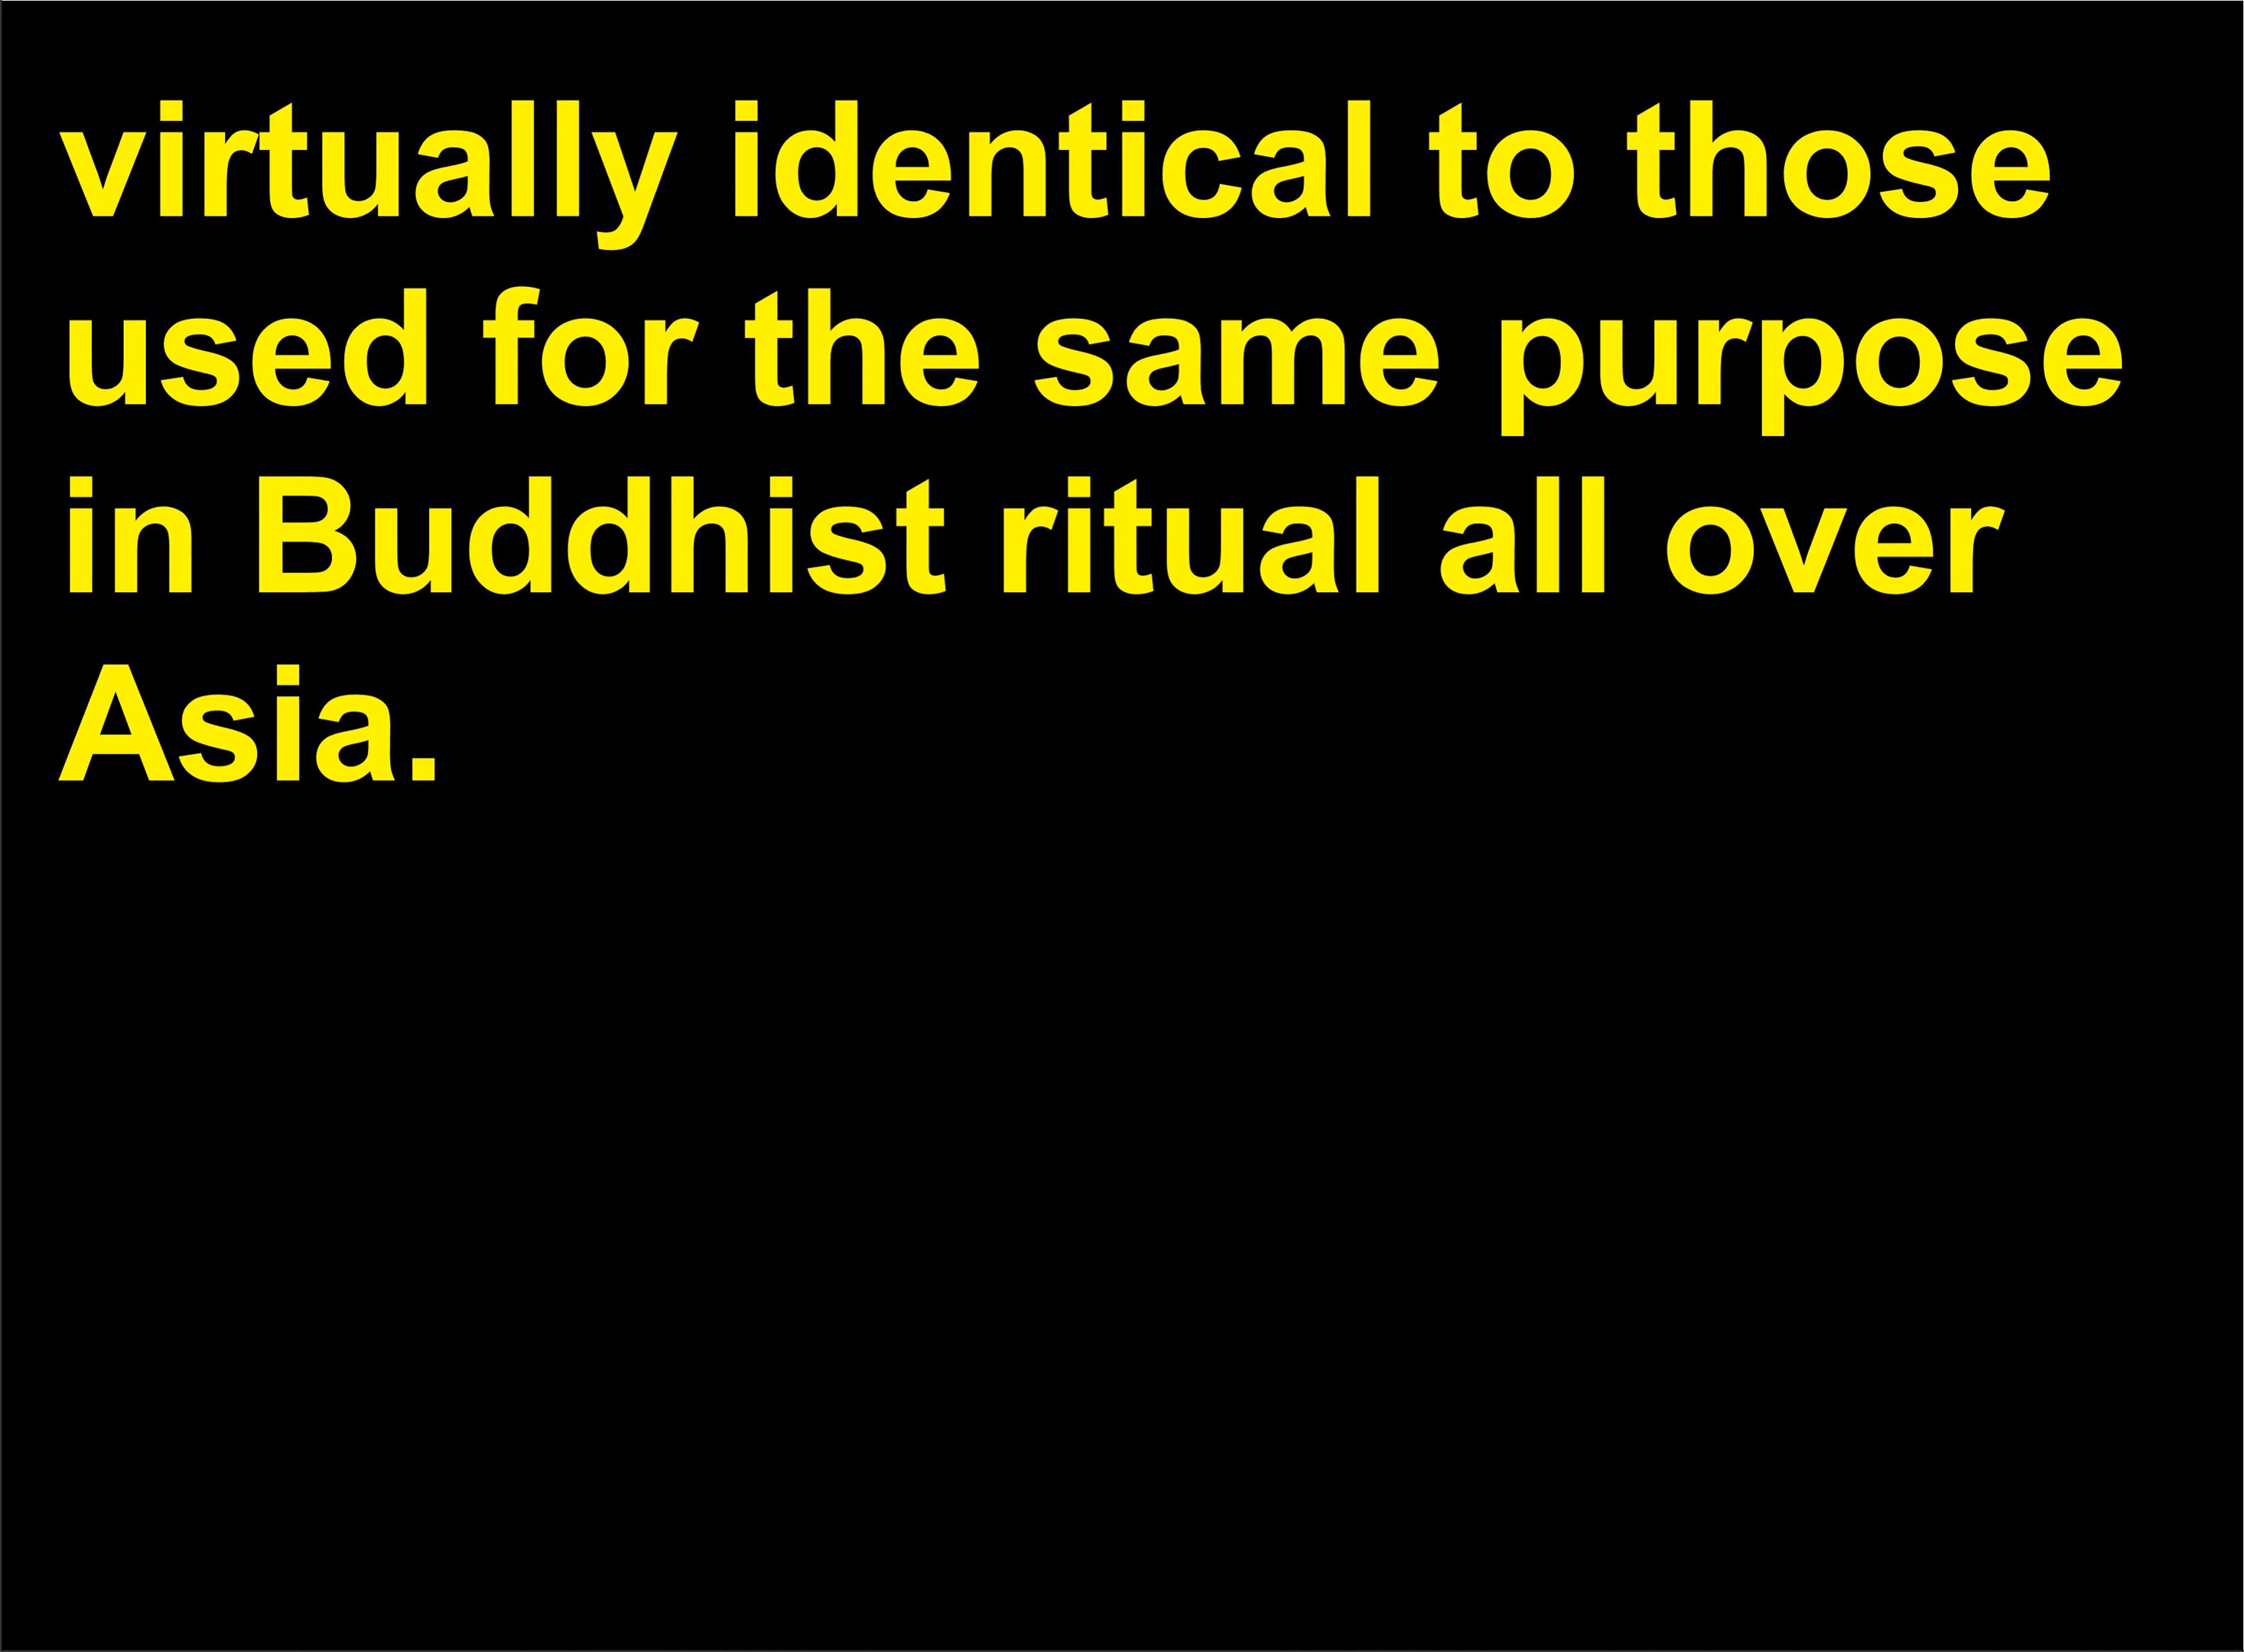 virtually identical to those
used for the same purpose
in Buddhist ritual all over
Asia.